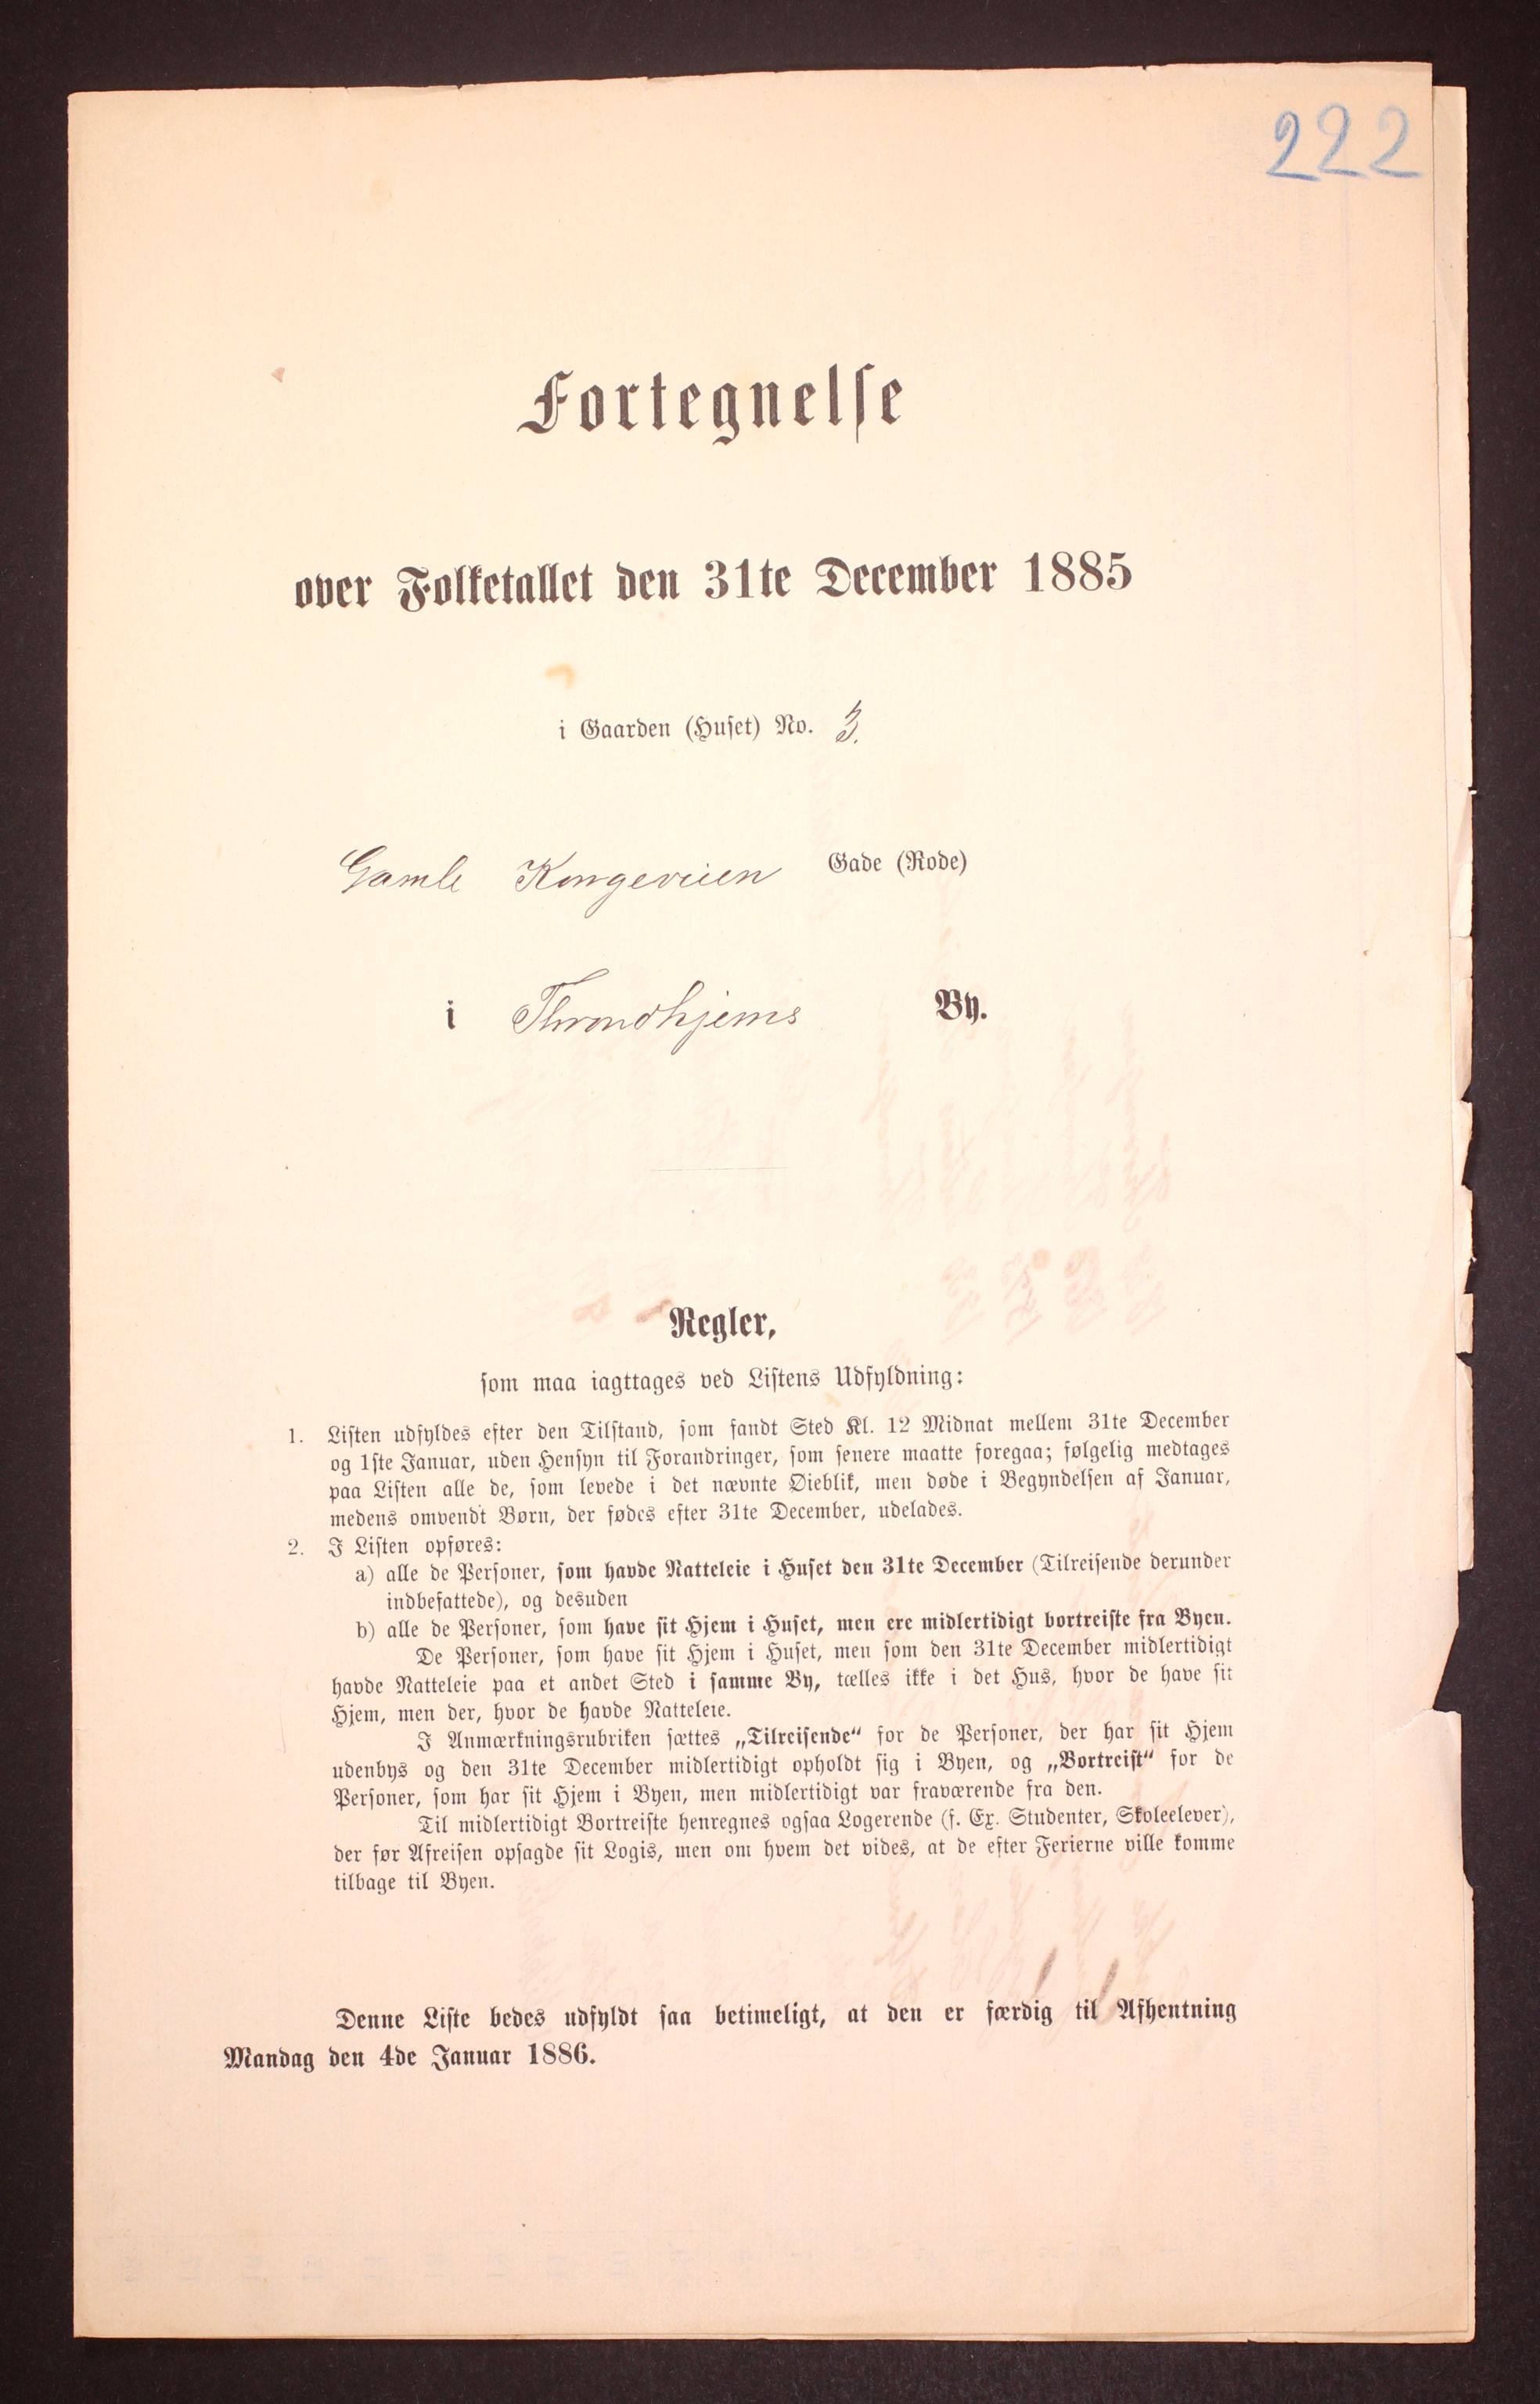 222
Fortegnelse
over Folketallet den 31te December 1885
i Gaarden (Huset) No. 3.
Gamle Kongeveien Gade (Rode)
i Throndhjems By.
Regler,
som maa iagttages ved Listens Udfyldning:
1. Listen udfyldes efter den Tilstand, som fandt Sted Kl. 12 Midnat mellem 31te December
og 1ste Januar, uden Hensyn til Forandringer, som senere maatte foregaa; følgelig medtages
paa Listen alle de, som levede i det nævnte Øieblik, men døde i Begyndelsen af Januar,
medens omvendt Børn, der fødes efter 31te December, udelades.
2. I Listen opføres:
a) alle de Personer, som havde Natteleie i Huset den 31te December (Tilreisende derunder
indbefattede), og desuden
b) alle de Personer, som have sit Hjem i Huset, men ere midlertidigt bortreiste fra Byen.
De Personer, som have sit Hjem i Huset, men som den 31te December midlertidigt
havde Natteleie paa et andet Sted i samme By, tælles ikke i det Hus, hvor de have sit
Hjem, men der, hvor de havde Natteleie.
I Anmærkningsrubriken sættes „Tilreisende“ for de Personer, der har sit Hjem
udenbys og den 31te December midlertidigt opholdt sig i Byen, og „Bortreist“ for de
Personer, som har sit Hjem i Byen, men midlertidigt var fraværende fra den.
Til midlertidigt Bortreiste henregnes ogsaa Logerende (f. Ex. Studenter, Skoleelever),
der før Afreisen opsagde sit Logis, men om hvem det vides, at de efter Ferierne ville komme
tilbage til Byen.
Denne Liste bedes udfyldt saa betimeligt, at den er færdig til Afhentning
Mandag den 4de Januar 1886.